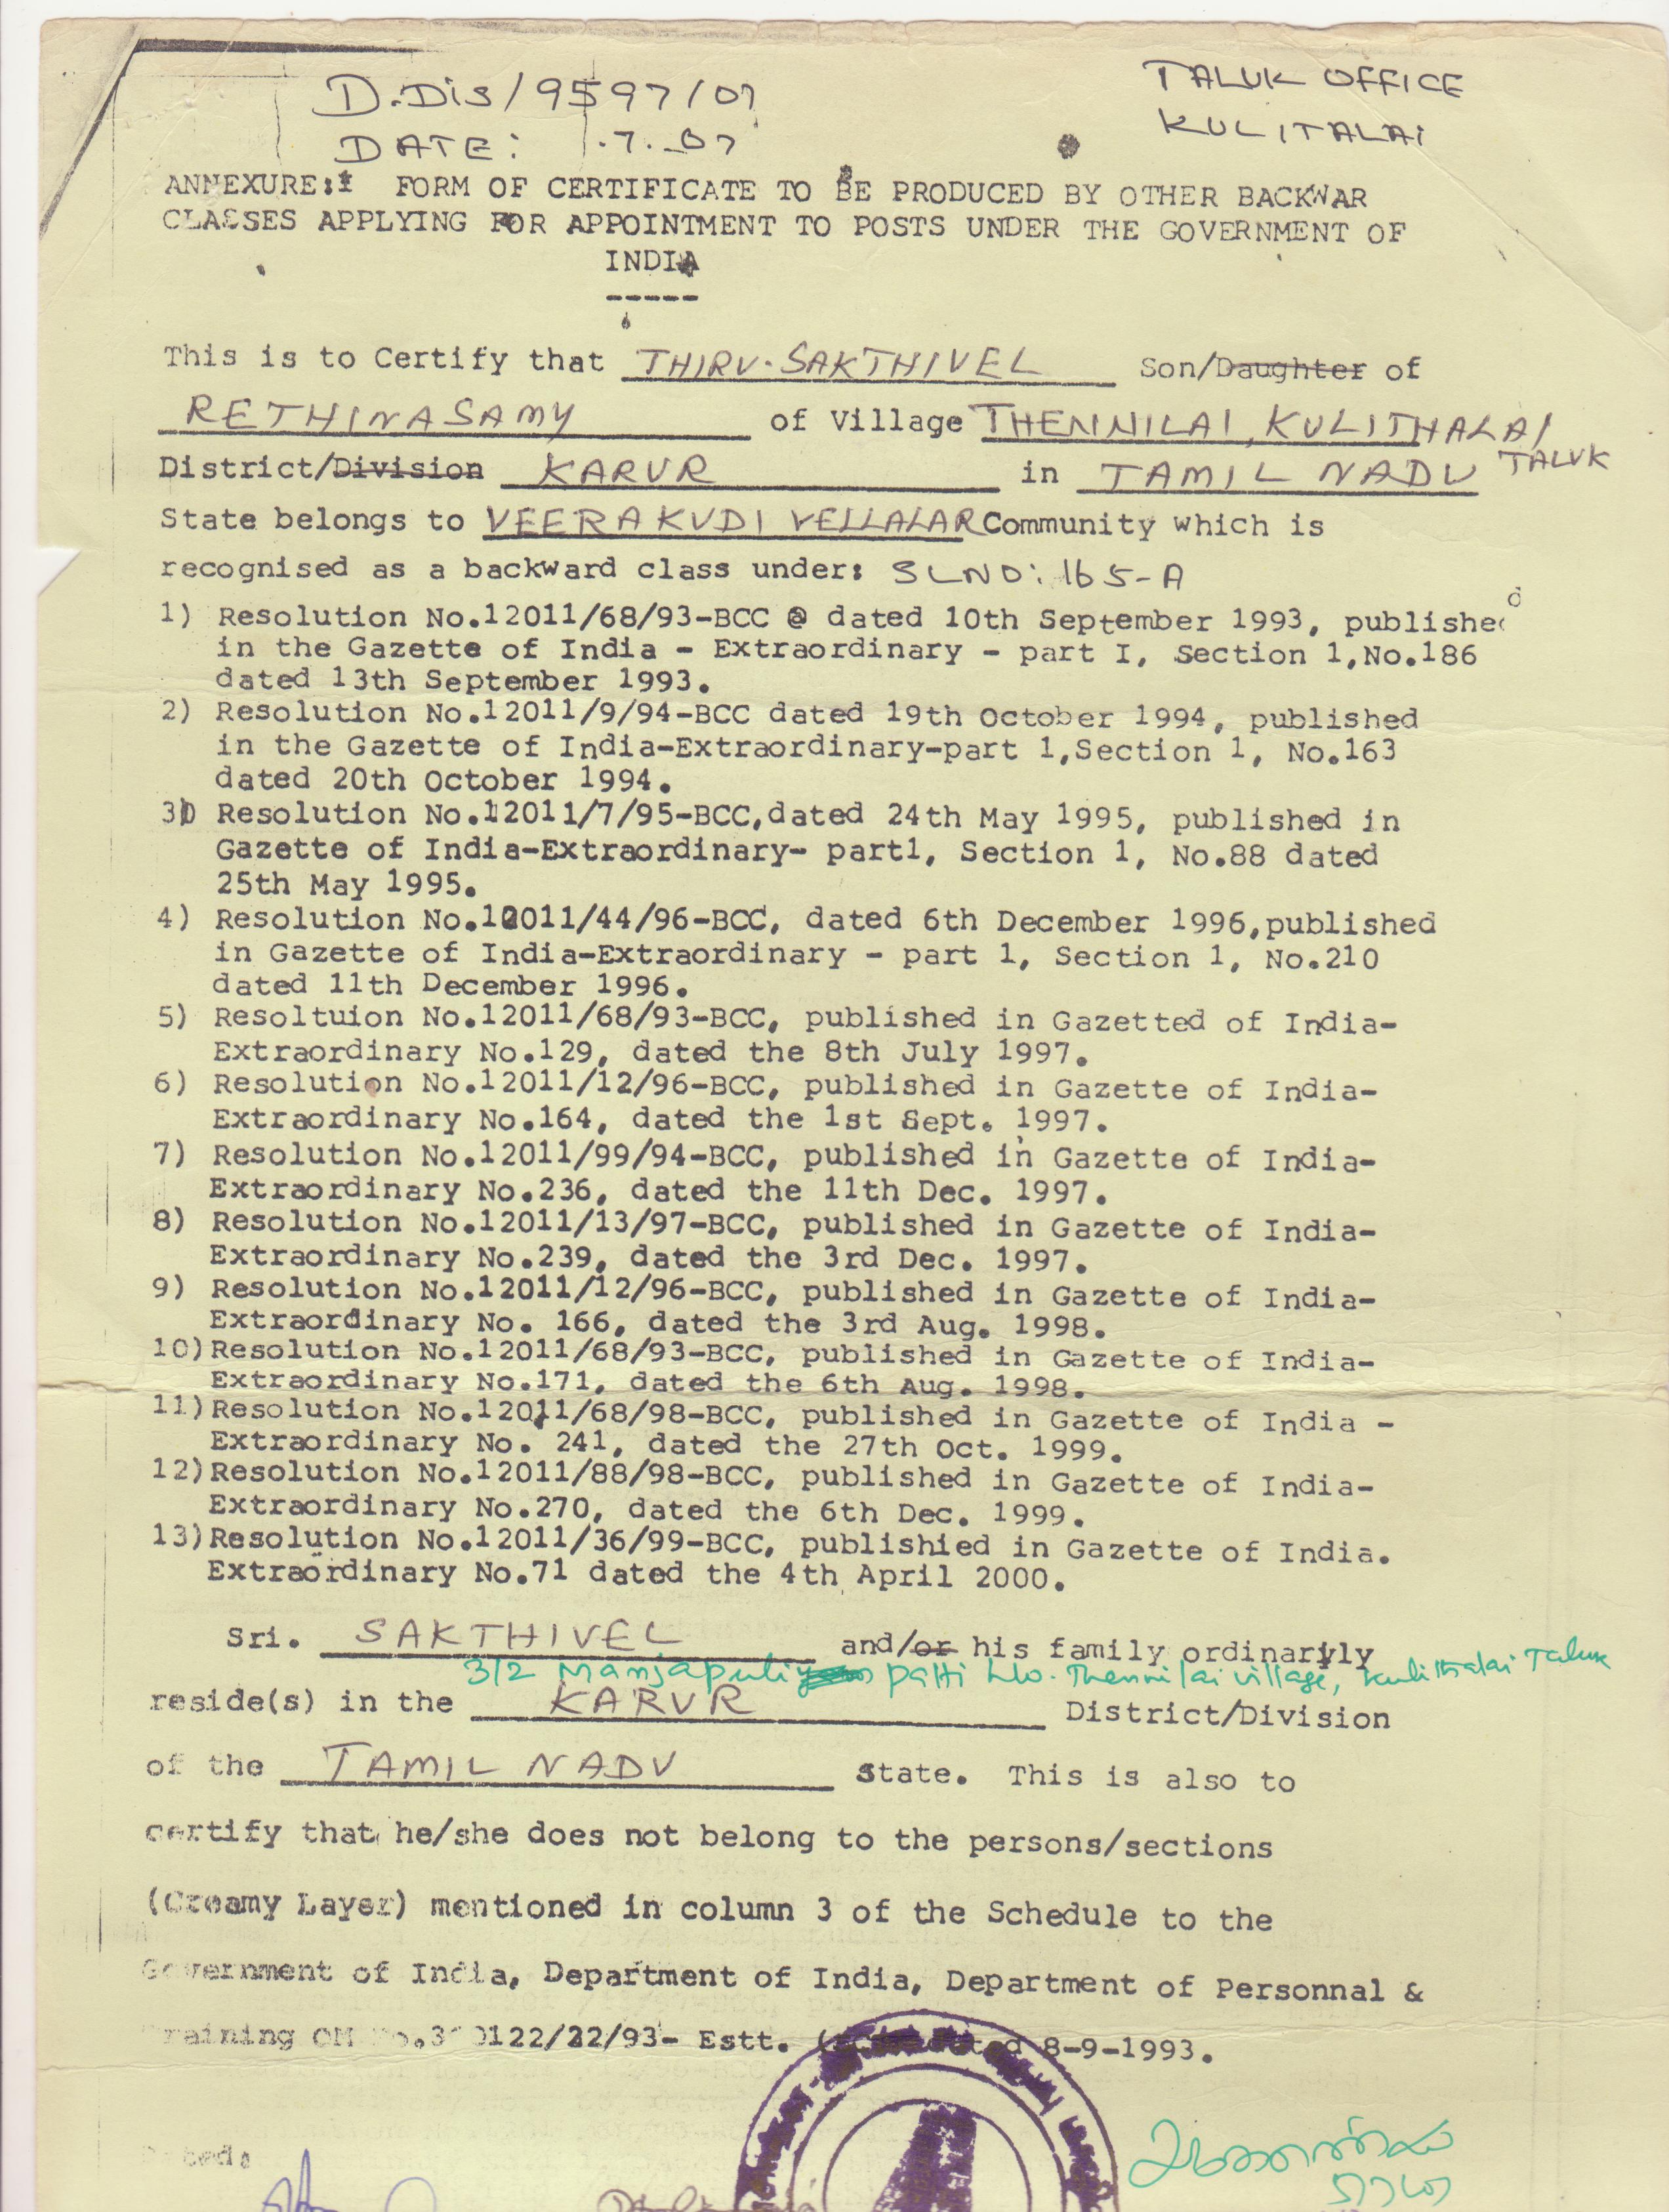 D.Dis/9597/07
TALUK OFFICE
KULITALAI
DATE: .7.07
ANNEXURE:1 FORM OF CERTIFICATE TO BE PRODUCED BY OTHER BACKWAR
CLASSES APPLYING FOR APPOINTMENT TO POSTS UNDER THE GOVERNMENT OF
INDIA
-----
This is to Certify that THIRU. SAKTHIVEL Son/Daughter of
RETHINASAMY of Village THENNILAI, KULITHALAI
District/Division KARUR in TAMIL NADU TALUK
State belongs to VEERAKUDI VELLALAR Community which is
recognised as a backward class under: SLNO: 165-A
1) Resolution No.12011/68/93-BCC @ dated 10th September 1993, published
in the Gazette of India - Extraordinary - part I, Section 1,No.186
dated 13th September 1993.
2) Resolution No.12011/9/94-BCC dated 19th October 1994, published
in the Gazette of India-Extraordinary-part 1,Section 1, No.163
dated 20th October 1994.
3) Resolution No.12011/7/95-BCC,dated 24th May 1995, published in
Gazette of India-Extraordinary- part1, Section 1, No.88 dated
25th May 1995.
4) Resolution No.12011/44/96-BCC, dated 6th December 1996,published
in Gazette of India-Extraordinary - part 1, Section 1, No.210
dated 11th December 1996.
5) Resoltuion No.12011/68/93-BCC, published in Gazetted of India-
Extraordinary No.129, dated the 8th July 1997.
6) Resolution No.12011/12/96-BCC, published in Gazette of India-
Extraordinary No.164, dated the 1st Sept. 1997.
7) Resolution No.12011/99/94-BCC, published in Gazette of India-
Extraordinary No.236, dated the 11th Dec. 1997.
8) Resolution No.12011/13/97-BCC, published in Gazette of India-
Extraordinary No.239, dated the 3rd Dec. 1997.
9) Resolution No.12011/12/96-BCC, published in Gazette of India-
Extraordinary No. 166, dated the 3rd Aug. 1998.
10) Resolution No.12011/68/93-BCC, published in Gazette of India-
Extraordinary No.171, dated the 6th Aug. 1998.
11) Resolution No.12011/68/98-BCC, published in Gazette of India -
Extraordinary No. 241, dated the 27th Oct. 1999.
12) Resolution No.12011/88/98-BCC, published in Gazette of India-
Extraordinary No.270, dated the 6th Dec. 1999.
13) Resolution No.12011/36/99-BCC, publishied in Gazette of India.
Extraordinary No.71 dated the 4th April 2000.
Sri. SAKTHIVEL and/or his family ordinarily
3/2 Manjapuliyam patti Thennilai village, Kulithalai Taluk
reside(s) in the KARUR District/Division
of the TAMIL NADU State. This is also to
certify that he/she does not belong to the persons/sections
(Creamy Layer) mentioned in column 3 of the Schedule to the
Government of India, Department of India, Department of Personnal &
Training OM 22/93- Estt. dated 8-9-1993.
Dated: